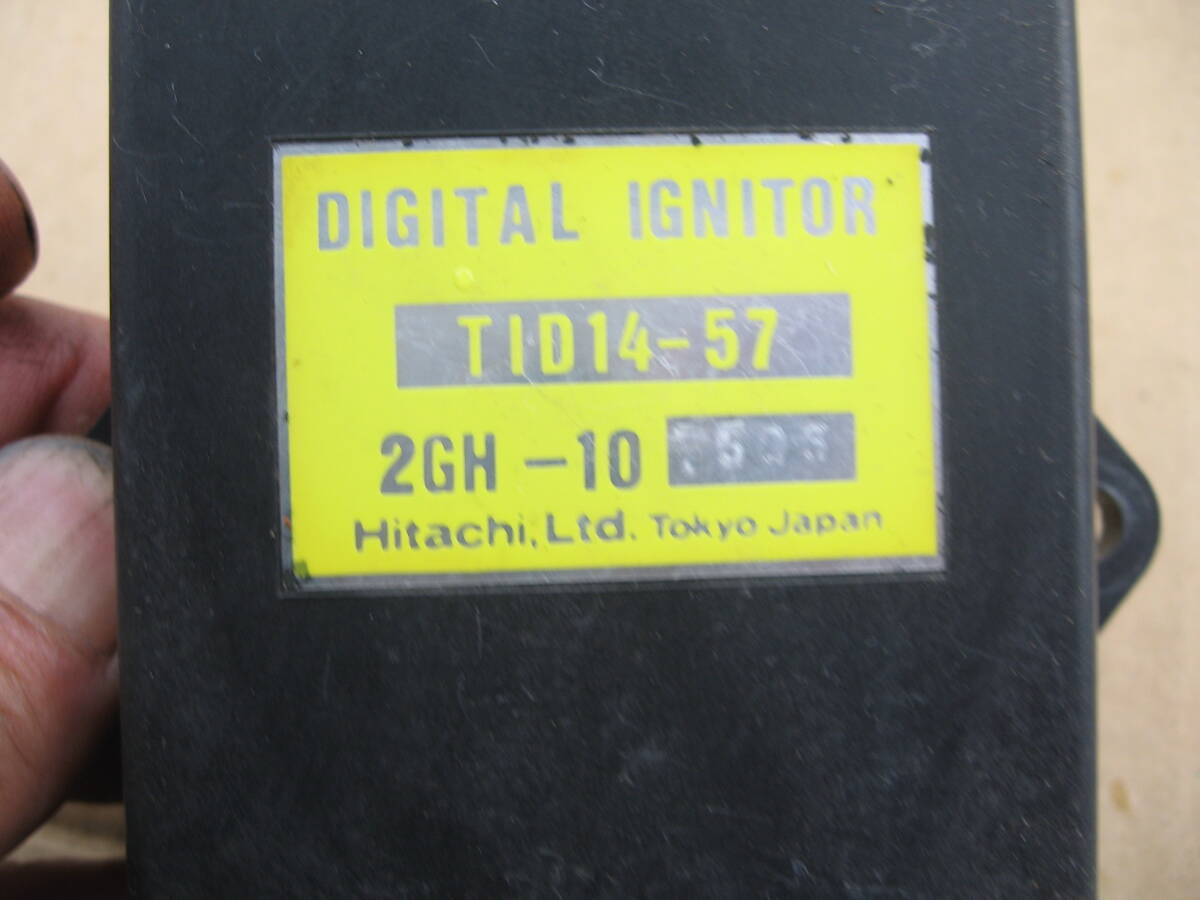 DIGITAL IGNITOR
TID14-57
2GH -10
Hitachi, Ltd. Tokyo Japan